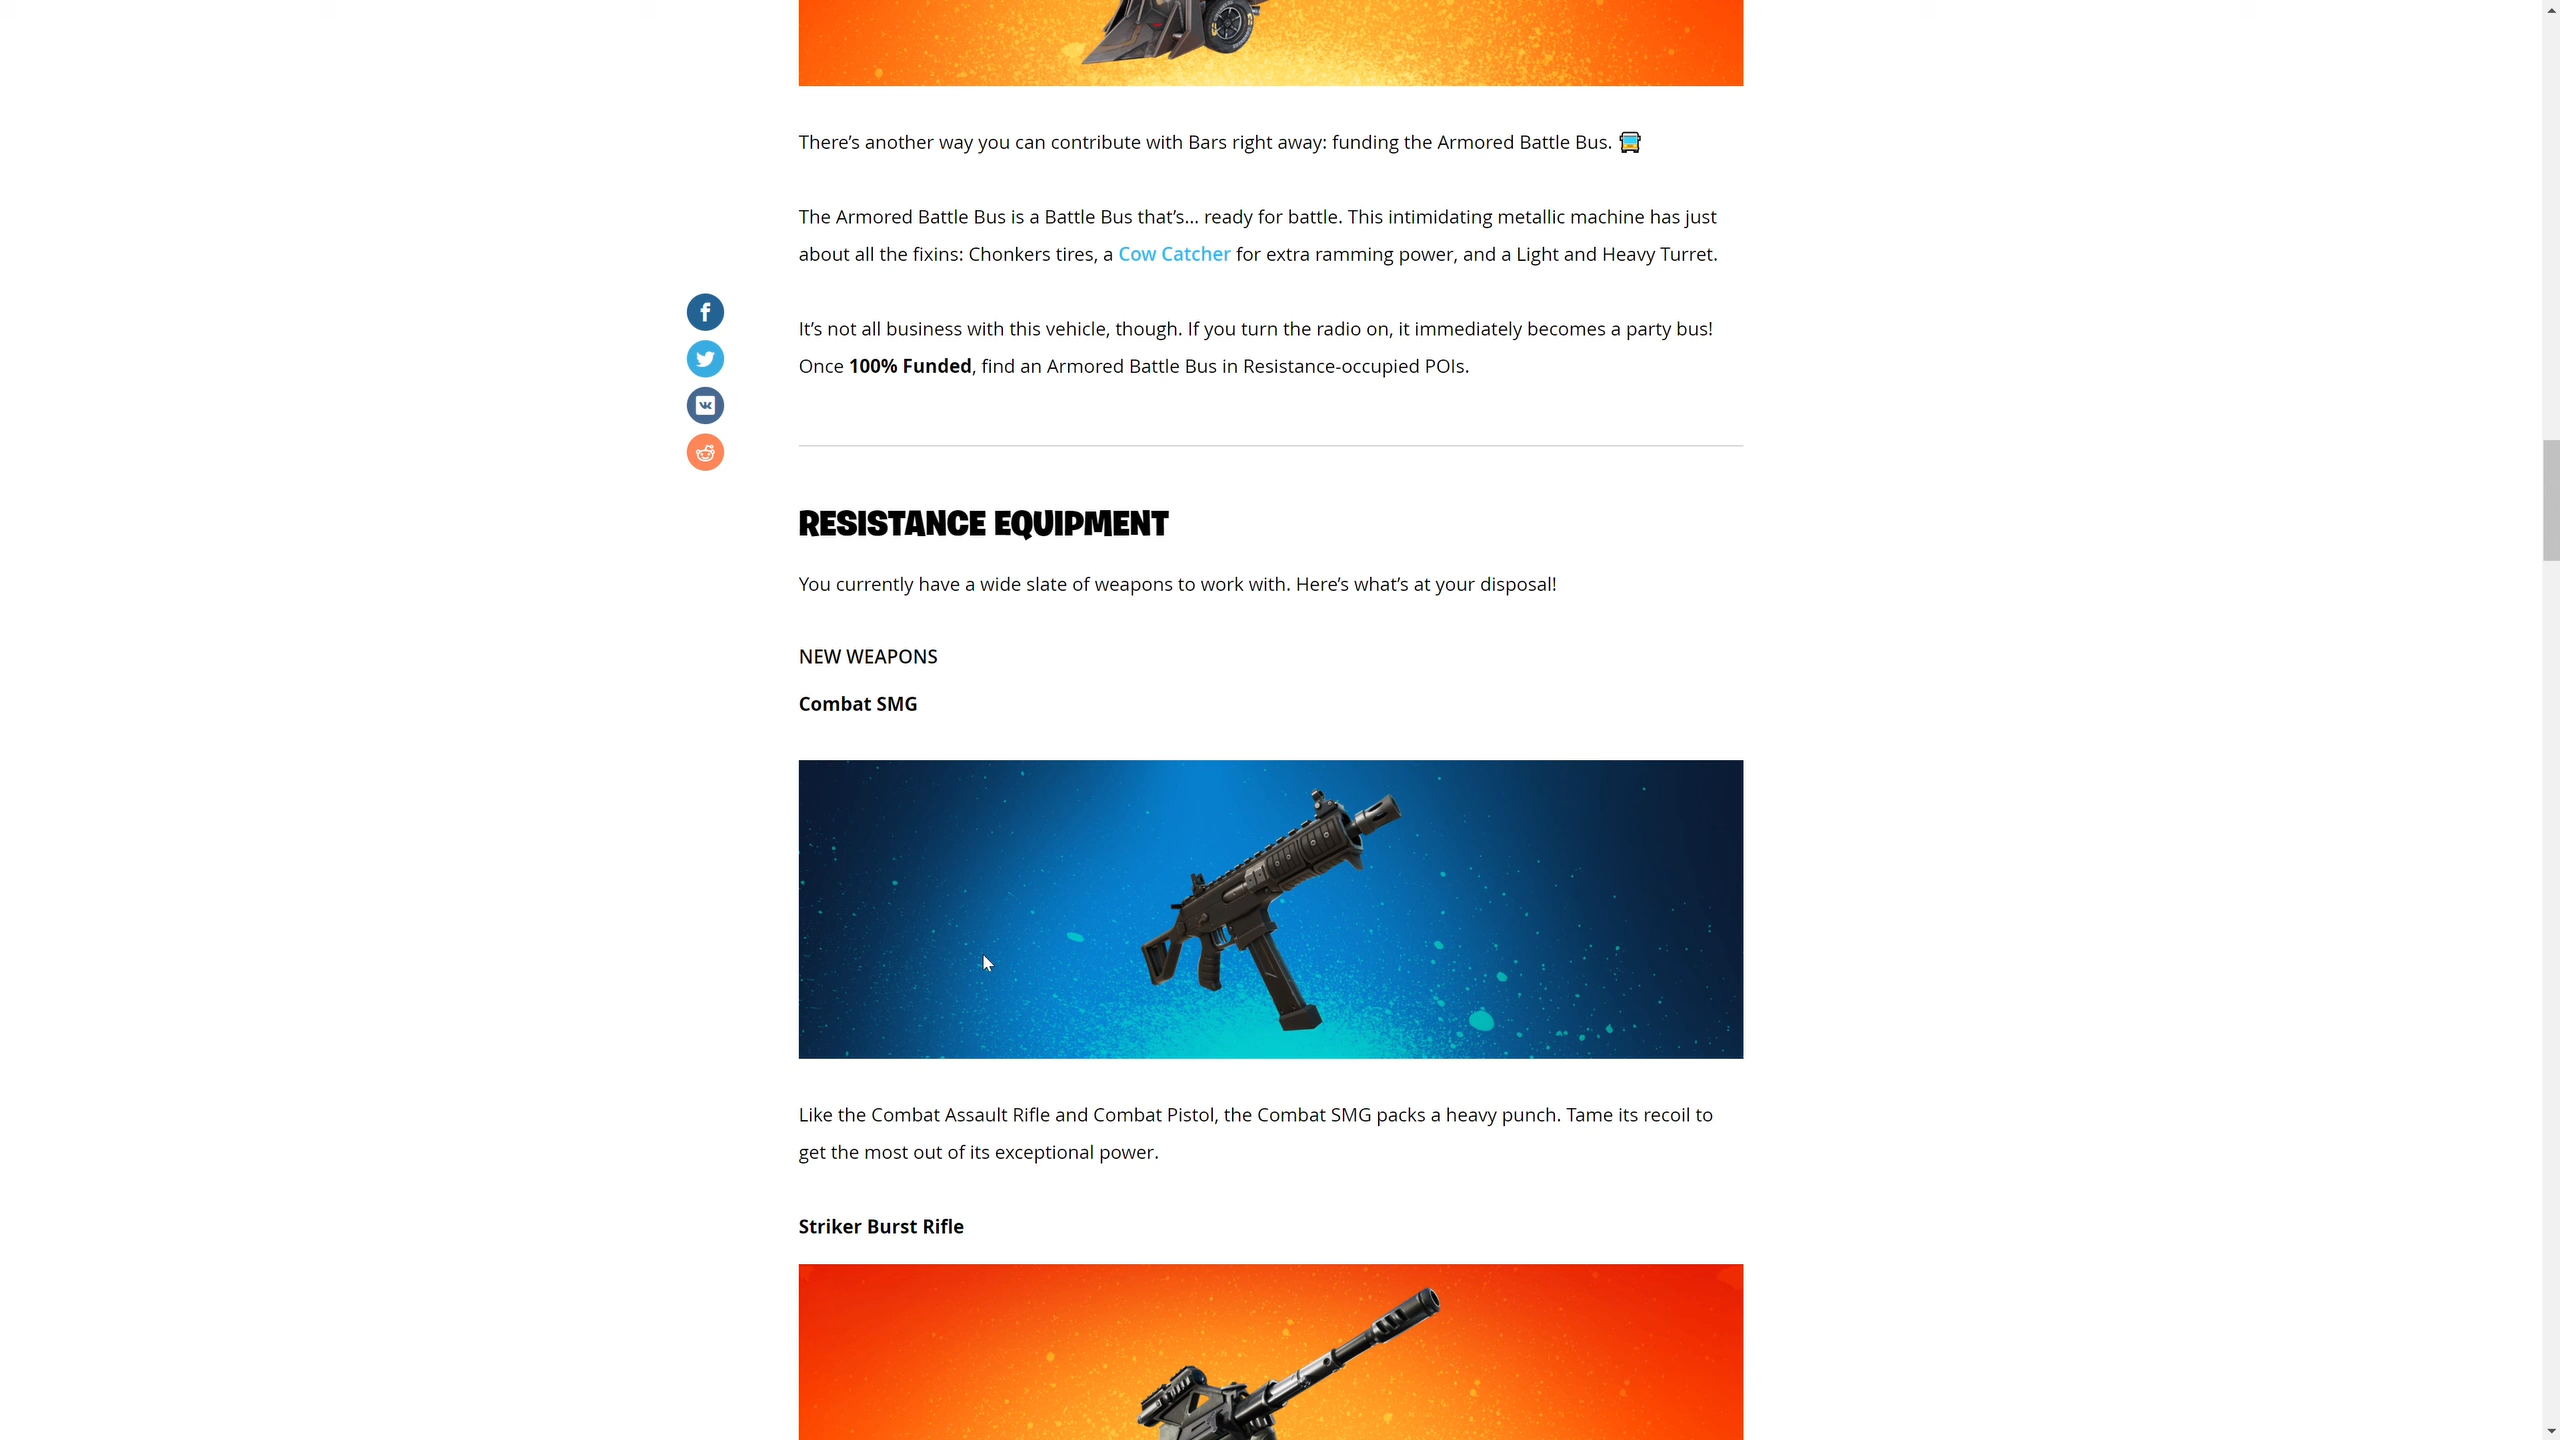 There’s another way you can contribute with Bars right away: funding the Armored Battle Bus. 🚍
The Armored Battle Bus is a Battle Bus that’s... ready for battle. This intimidating metallic machine has just
about all the fixins: Chonkers tires, a Cow Catcher for extra ramming power, and a Light and Heavy Turret.
It’s not all business with this vehicle, though. If you turn the radio on, it immediately becomes a party bus!
Once 100% Funded, find an Armored Battle Bus in Resistance-occupied POIs.
RESISTANCE EQUIPMENT
You currently have a wide slate of weapons to work with. Here’s what’s at your disposal!
NEW WEAPONS
Combat SMG
Like the Combat Assault Rifle and Combat Pistol, the Combat SMG packs a heavy punch. Tame its recoil to
get the most out of its exceptional power.
Striker Burst Rifle